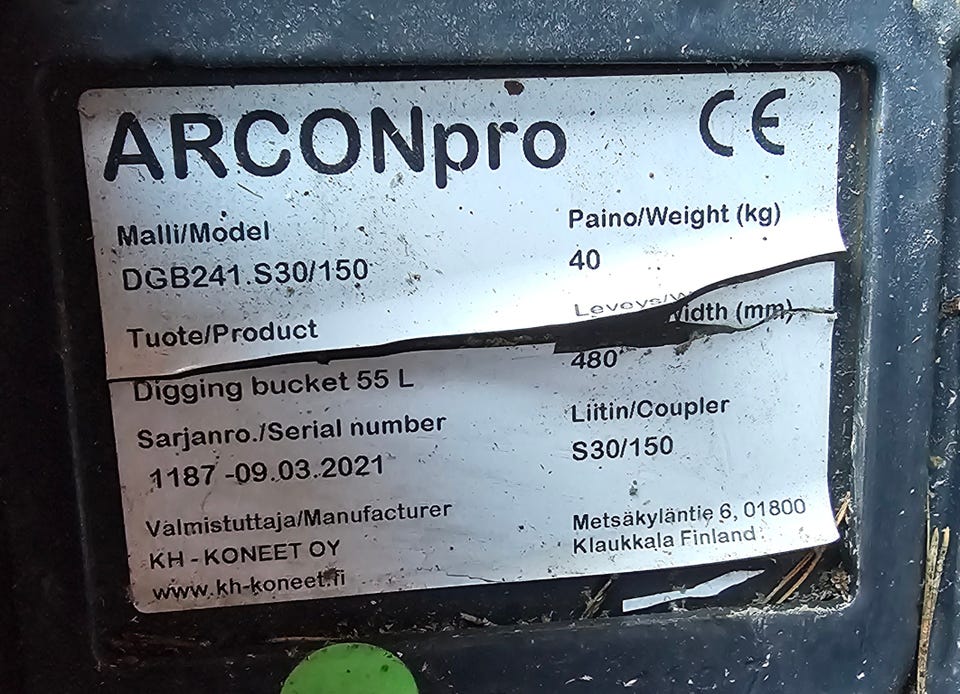 ARCONpro
CE
Malli/Model
DGB241.S30/150
Tuote/Product
Digging bucket 55 L
Sarjanro./Serial number
1187 -09.03.2021
Valmistuttaja/Manufacturer
KH - KONEET OY
www.kh-koneet.fi
Paino/Weight (kg)
40
Leveys/Width (mm)
480
Liitin/Coupler
S30/150
Metsäkyläntie 6, 01800
Klaukkala Finland